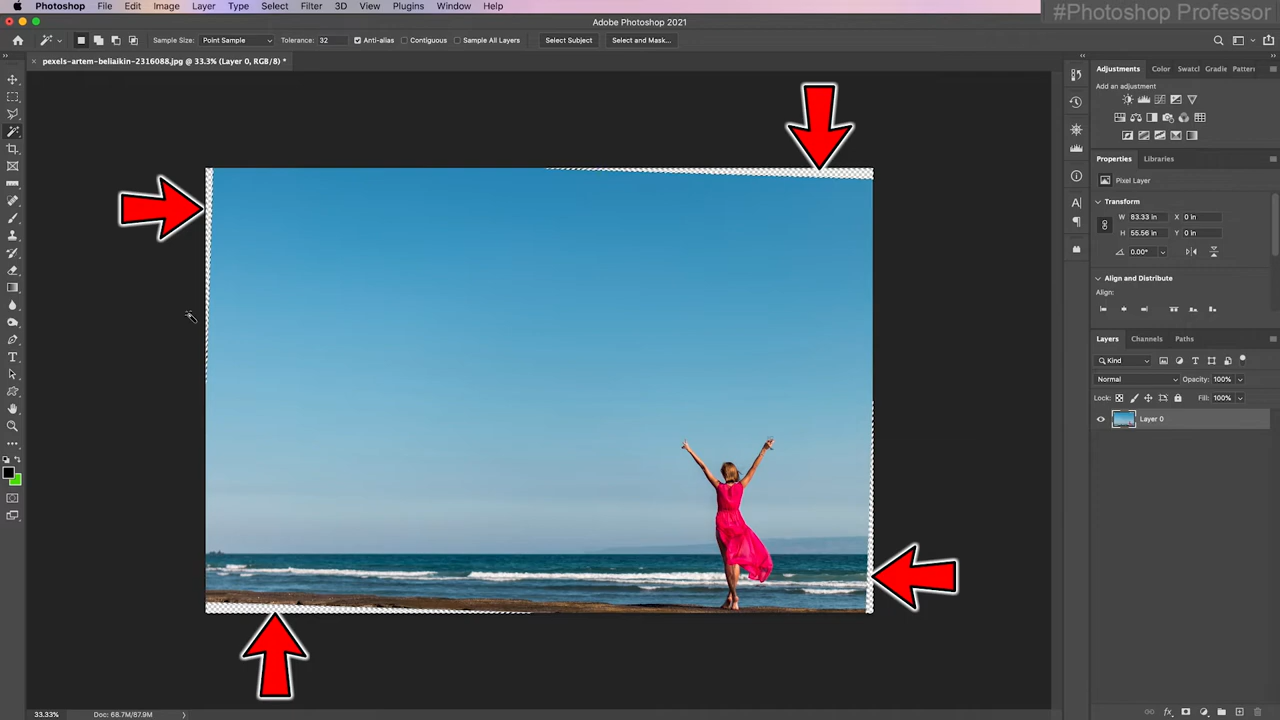 Photoshop File Edit Image Layer Type Select Filter 3D View Plugins Window Help
#Photoshop Professor
Adobe Photoshop 2021
Sample Size: Point Sample Tolerance: 32 Anti-alias Contiguous Sample All Layers Select Subject Select and Mask...
pexels-artem-beliaikin-2316088.jpg @ 33.3% (Layer 0, RGB/8) *
Adjustments Color Swatcl Gradie Pattern
Add an adjustment
Properties Libraries
Pixel Layer
Transform
W 83.33 in X 0 in
H 55.56 in Y 0 in
0.00°
Align and Distribute
Align:
Layers Channels Paths
Kind
Normal Opacity: 100%
Lock: Fill: 100%
Layer 0
33.33% Doc: 68.7M/87.9M